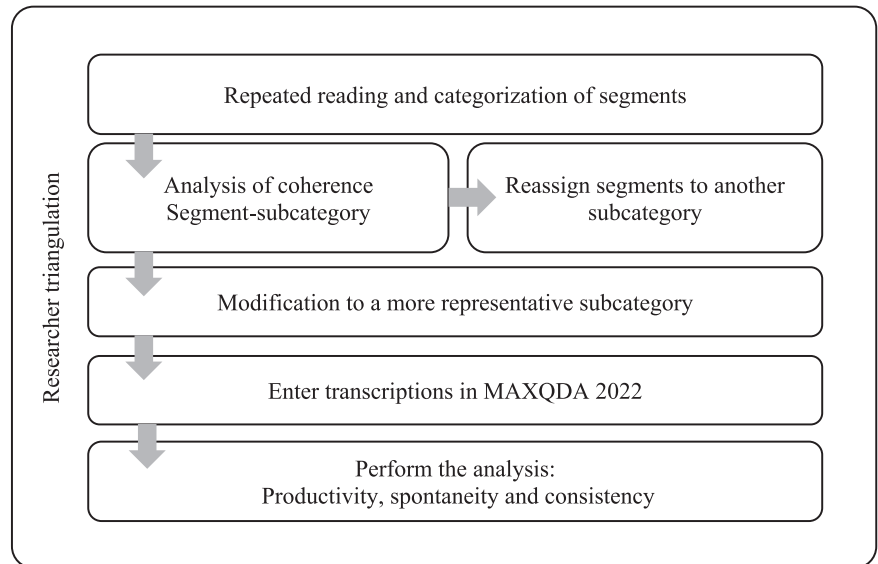 Researcher triangulation
Repeated reading and categorization of segments
Analysis of coherence
Segment-subcategory
Reassign segments to another
subcategory
Modification to a more representative subcategory
Enter transcriptions in MAXQDA 2022
Perform the analysis:
Productivity, spontaneity and consistency